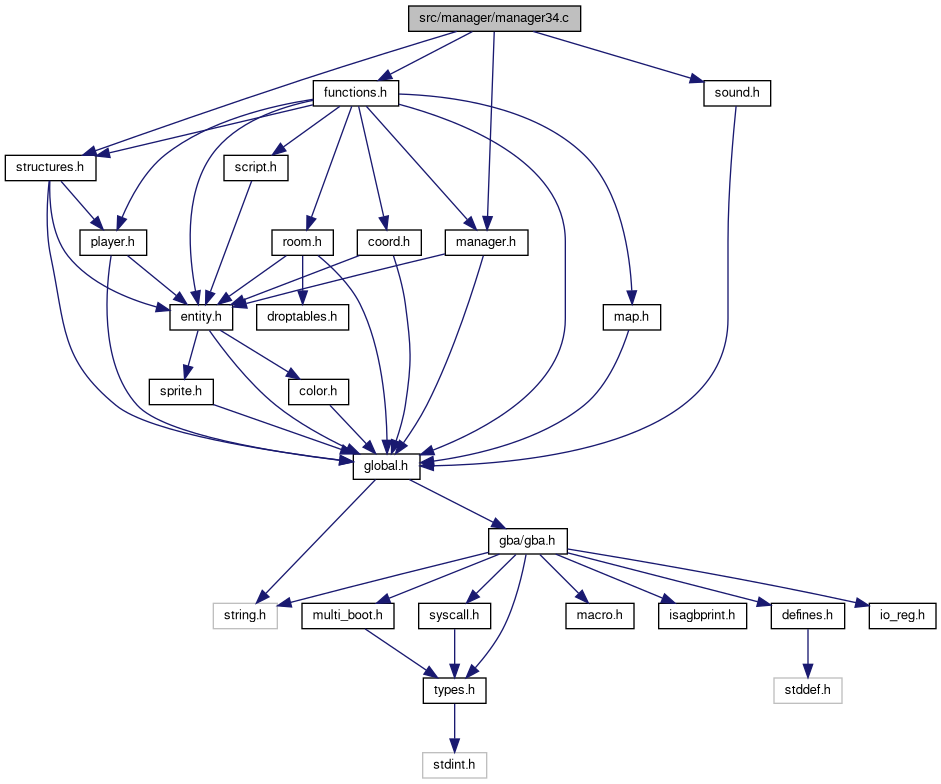 src/manager/manager34.c
functions.h
sound.h
structures.h
script.h
player.h
room.h
coord.h
manager.h
entity.h
droptables.h
map.h
sprite.h
color.h
global.h
gba/gba.h
string.h
multi_boot.h
syscall.h
macro.h
isagbprint.h
defines.h
io_reg.h
types.h
stddef.h
stdint.h